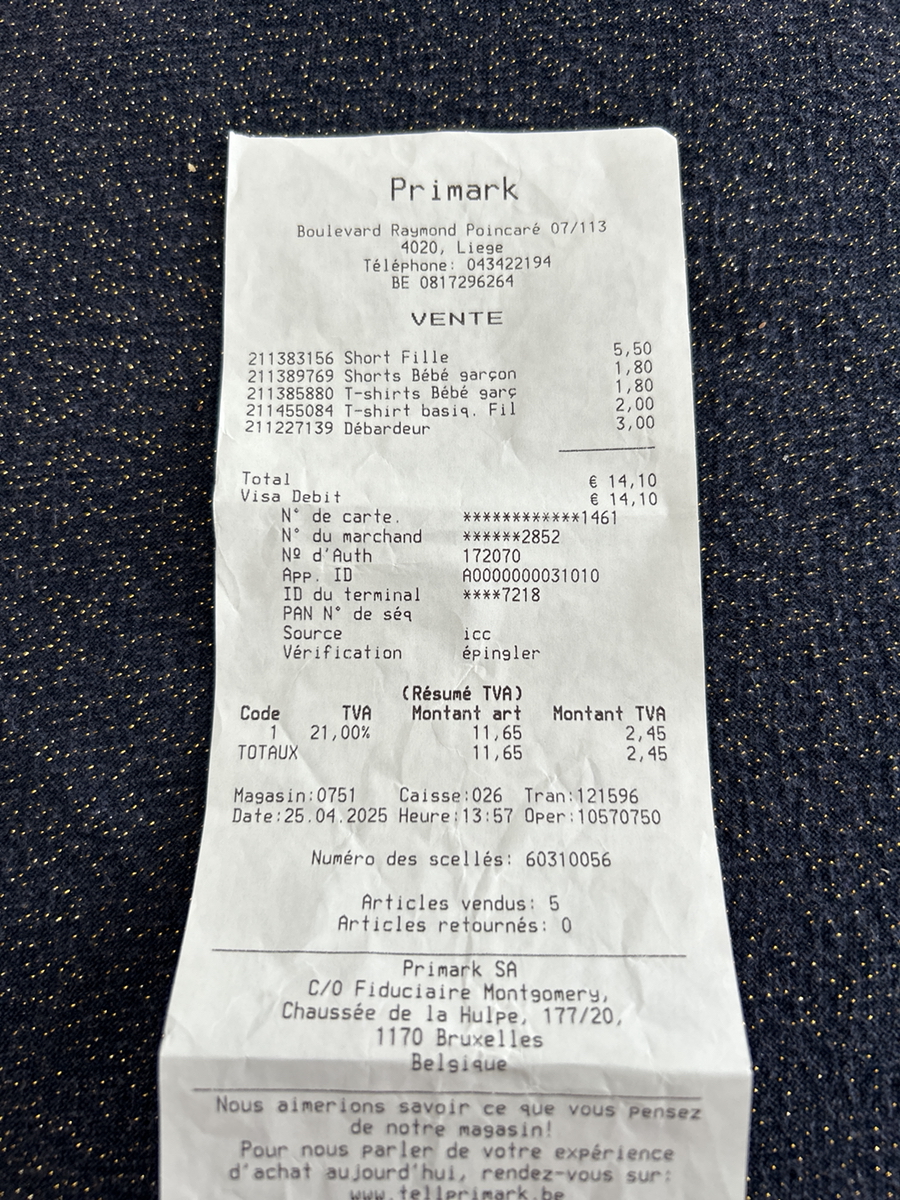 Primark
Boulevard Raymond Poincaré 07/113
4020, Liege
Téléphone: 043422194
BE 0817296264
VENTE
211383156 Short Fille 5,50
211389769 Shorts Bébé garçon 1,80
211385880 T-shirts Bébé garç 1,80
211455084 T-shirt basiq. Fil 2,00
211227139 Débardeur 3,00
Total € 14,10
Visa Debit € 14,10
N° de carte. ************1461
N° du marchand ******2852
Nº d'Auth 172070
App. ID A0000000031010
ID du terminal ****7218
PAN N° de séq
Source icc
Vérification épingler
(Résumé TVA)
Code TVA Montant art Montant TVA
1 21,00% 11,65 2,45
TOTAUX 11,65 2,45
Magasin:0751 Caisse:026 Tran:121596
Date:25.04.2025 Heure:13:57 Oper:10570750
Numéro des scellés: 60310056
Articles vendus: 5
Articles retournés: 0
Primark SA
C/O Fiduciaire Montgomery,
Chaussée de la Hulpe, 177/20,
1170 Bruxelles
Belgique
Nous aimerions savoir ce que vous pensez
de notre magasin!
Pour nous parler de votre expérience
d'achat aujourd'hui, rendez-vous sur:
www.tellprimark.be